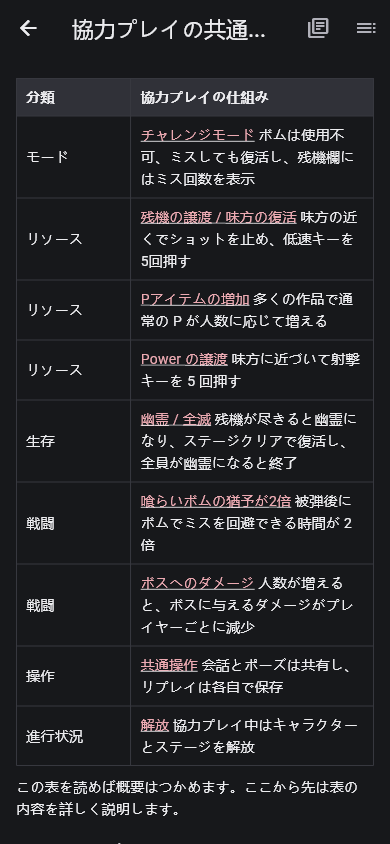 協力プレイの共通...
分類
協力プレイの仕組み
モード
チャレンジモード ボムは使用不
可、ミスしても復活し、残機欄に
はミス回数を表示
リソース
残機の譲渡 / 味方の復活 味方の近
くでショットを止め、低速キーを
5回押す
リソース
Pアイテムの増加 多くの作品で通
常の P が人数に応じて増える
リソース
Power の譲渡 味方に近づいて射撃
キーを 5 回押す
生存
幽霊 / 全滅 残機が尽きると幽霊に
なり、ステージクリアで復活し、
全員が幽霊になると終了
戦闘
喰らいボムの猶予が2倍 被弾後に
ボムでミスを回避できる時間が 2
倍
戦闘
ボスへのダメージ 人数が増える
と、ボスに与えるダメージがプレ
イヤーごとに減少
操作
共通操作 会話とポーズは共有し、
リプレイは各自で保存
進行状況
解放 協力プレイ中はキャラクター
とステージを解放
この表を読めば概要はつかめます。ここから先は表の
内容を詳しく説明します。